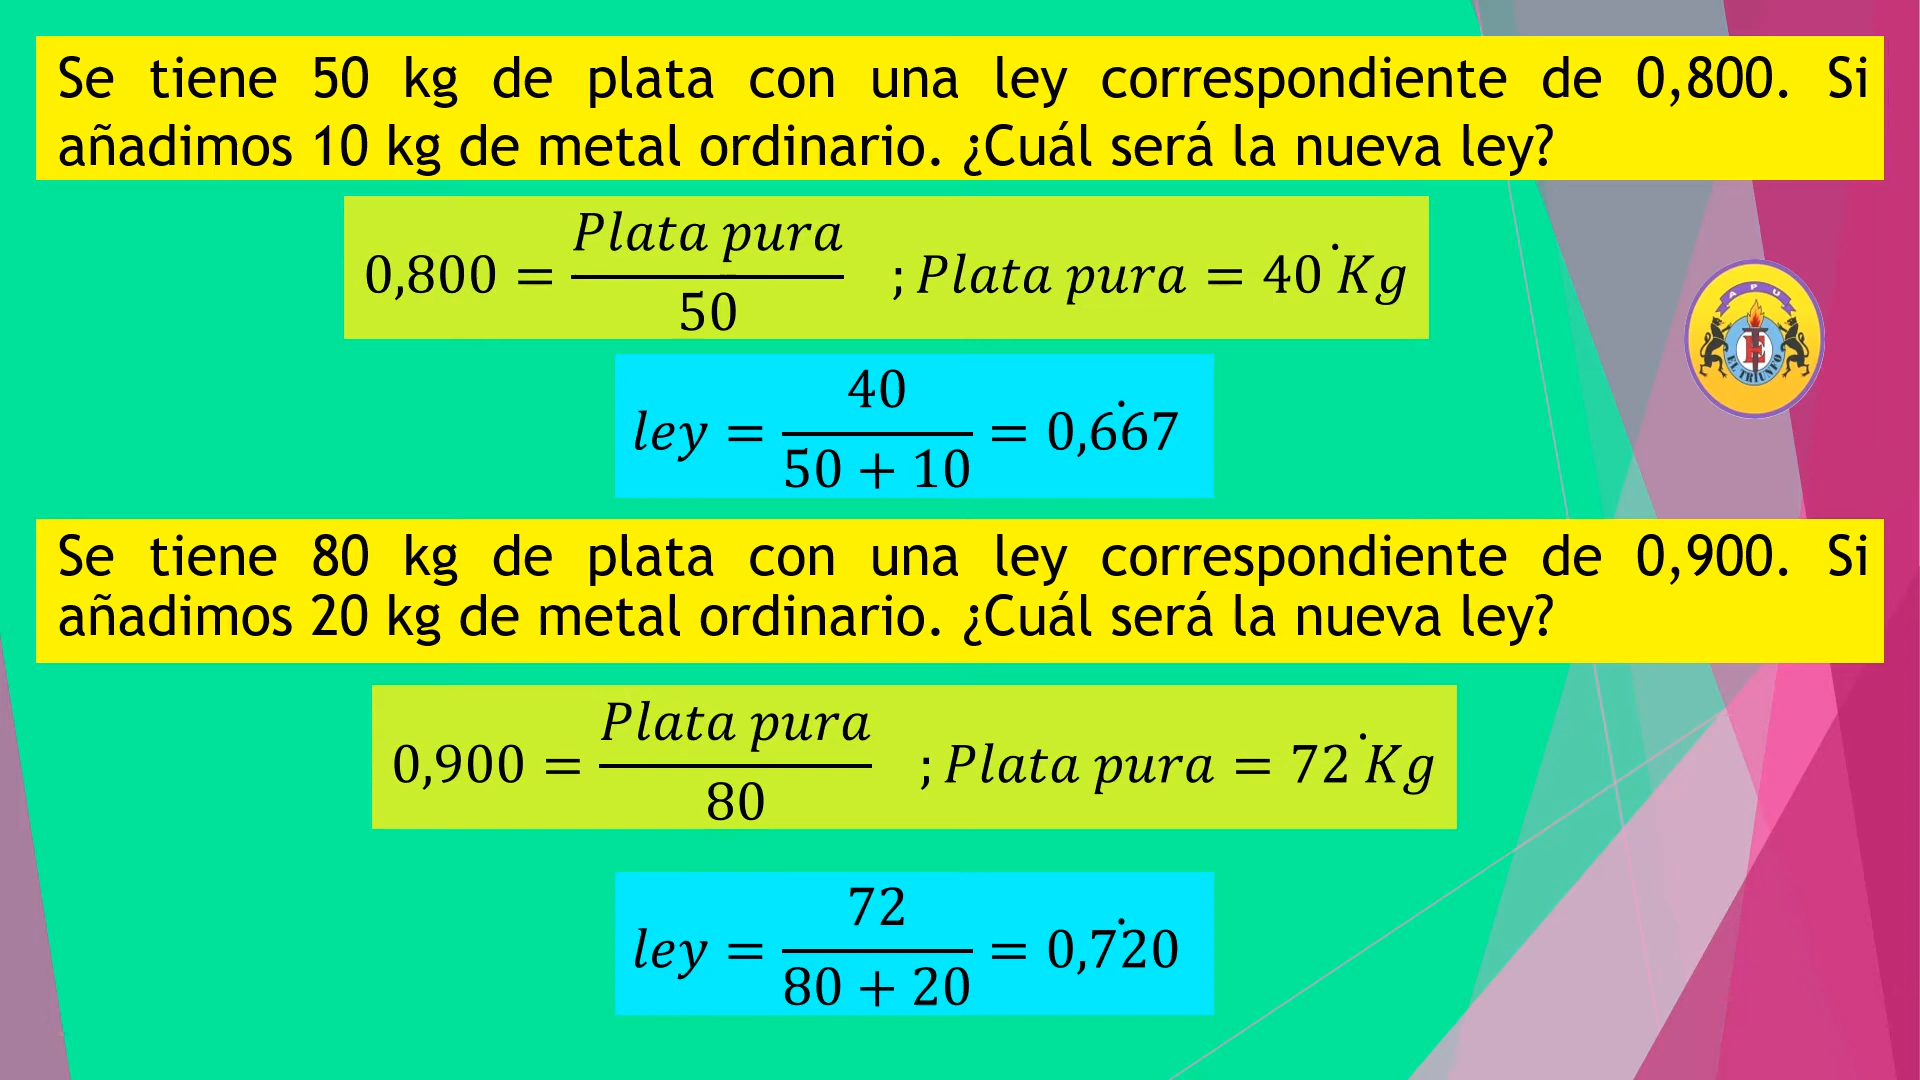 Se tiene 50 kg de plata con una ley correspondiente de 0,800. Si
añadimos 10 kg de metal ordinario. ¿Cuál será la nueva ley?
0,800 = Plata pura / 50 ; Plata pura = 40 Kg
ley = 40 / 50 + 10 = 0,667
A P U
E
EL TRIUNFO
Se tiene 80 kg de plata con una ley correspondiente de 0,900. Si
añadimos 20 kg de metal ordinario. ¿Cuál será la nueva ley?
0,900 = Plata pura / 80 ; Plata pura = 72 Kg
ley = 72 / 80 + 20 = 0,720